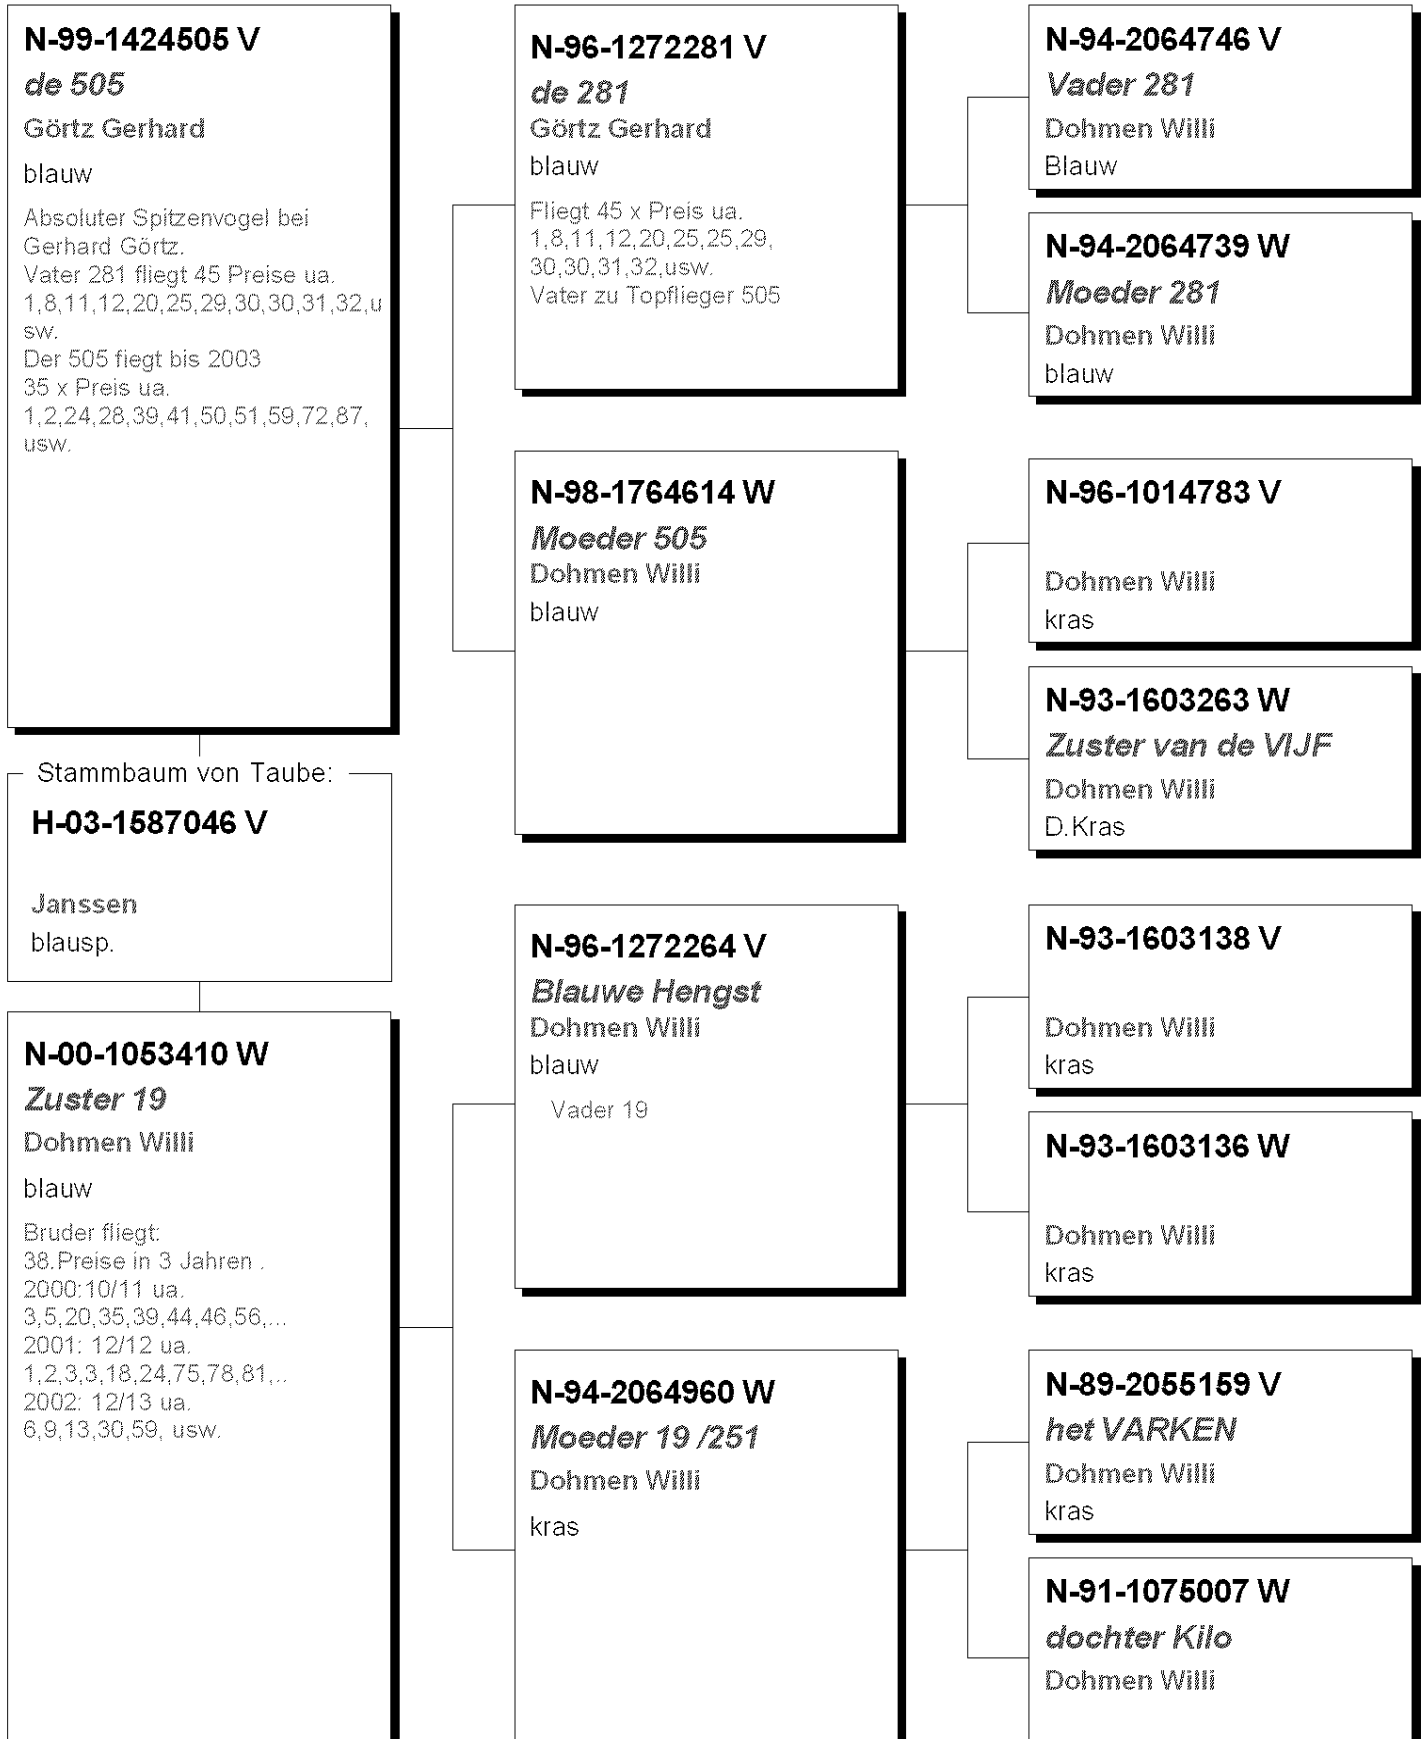 N-99-1424505 V
de 505
Görtz Gerhard
blauw
Absoluter Spitzenvogel bei
Gerhard Görtz.
Vater 281 fliegt 45 Preise ua.
1,8,11,12,20,25,29,30,30,31,32,u
sw.
Der 505 fiegt bis 2003
35 x Preis ua.
1,2,24,28,39,41,50,51,59,72,87,
usw.
Stammbaum von Taube:
H-03-1587046 V
Janssen
blausp.
N-00-1053410 W
Zuster 19
Dohmen Willi
blauw
Bruder fliegt:
38.Preise in 3 Jahren .
2000:10/11 ua.
3,5,20,35,39,44,46,56,...
2001: 12/12 ua.
1,2,3,3,18,24,75,78,81,..
2002: 12/13 ua.
6,9,13,30,59, usw.
N-96-1272281 V
de 281
Görtz Gerhard
blauw
Fliegt 45 x Preis ua.
1,8,11,12,20,25,25,29,
30,30,31,32,usw.
Vater zu Topflieger 505
N-98-1764614 W
Moeder 505
Dohmen Willi
blauw
N-96-1272264 V
Blauwe Hengst
Dohmen Willi
blauw
Vader 19
N-94-2064960 W
Moeder 19 /251
Dohmen Willi
kras
N-94-2064746 V
Vader 281
Dohmen Willi
Blauw
N-94-2064739 W
Moeder 281
Dohmen Willi
blauw
N-96-1014783 V
Dohmen Willi
kras
N-93-1603263 W
Zuster van de VIJF
Dohmen Willi
D.Kras
N-93-1603138 V
Dohmen Willi
kras
N-93-1603136 W
Dohmen Willi
kras
N-89-2055159 V
het VARKEN
Dohmen Willi
kras
N-91-1075007 W
dochter Kilo
Dohmen Willi